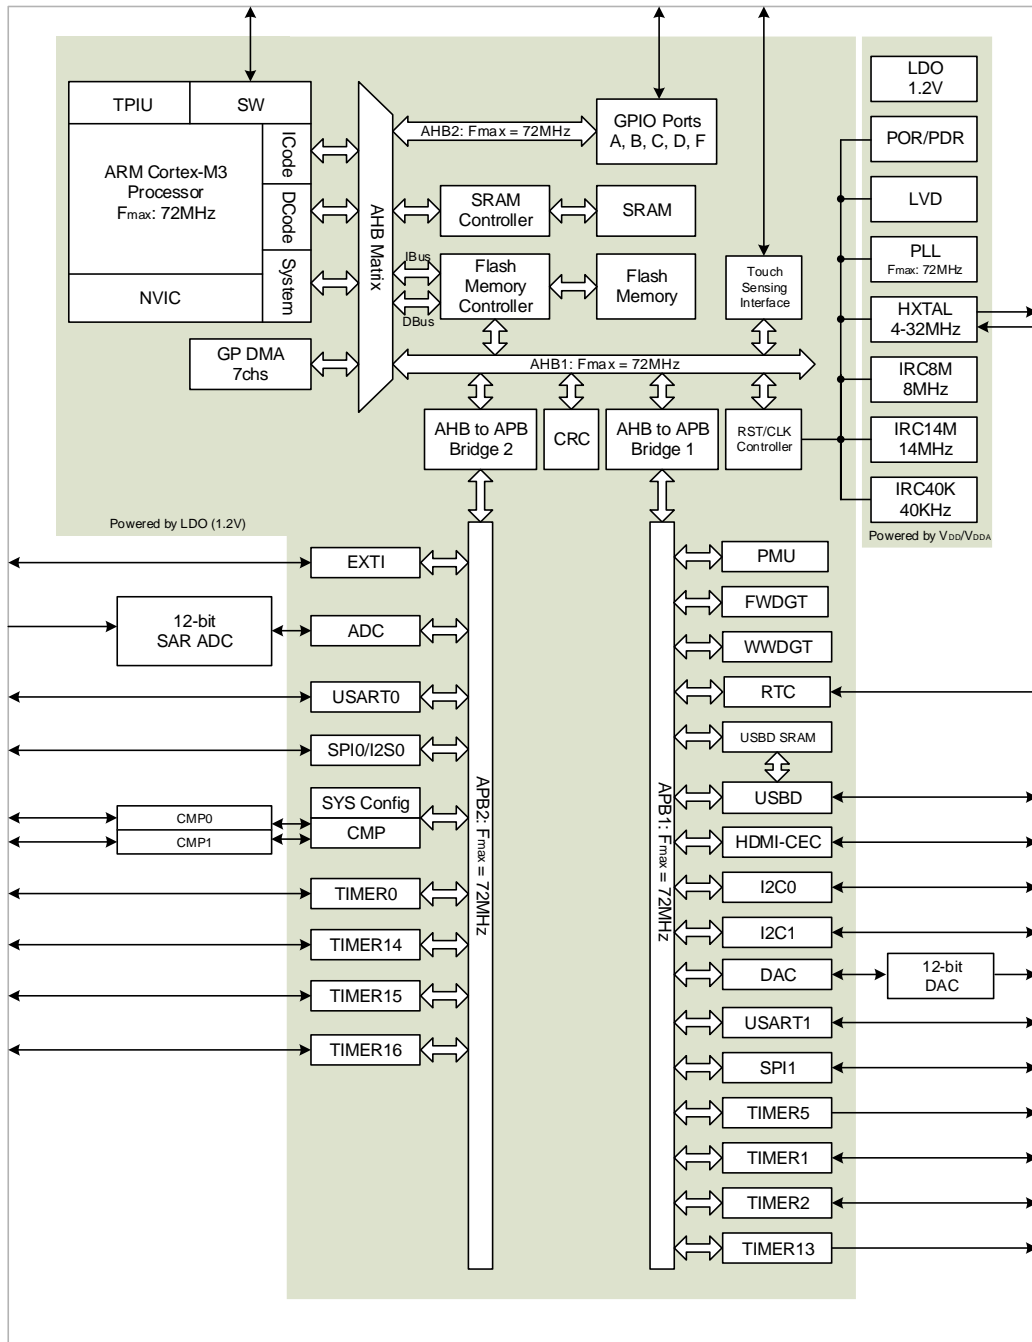 TPIU
SW
ARM Cortex-M3
Processor
Fmax: 72MHz
ICode
DCode
System
NVIC
GP DMA
7chs
AHB Matrix
AHB2: Fmax = 72MHz
GPIO Ports
A, B, C, D, F
SRAM
Controller
SRAM
IBus
DBus
Flash
Memory
Controller
Flash
Memory
Touch
Sensing
Interface
AHB1: Fmax = 72MHz
AHB to APB
Bridge 2
CRC
AHB to APB
Bridge 1
RST/CLK
Controller
Powered by LDO (1.2V)
LDO
1.2V
POR/PDR
LVD
PLL
Fmax: 72MHz
HXTAL
4-32MHz
IRC8M
8MHz
IRC14M
14MHz
IRC40K
40KHz
Powered by VDD/VDDA
EXTI
12-bit
SAR ADC
ADC
USART0
SPI0/I2S0
SYS Config
CMP0
CMP
CMP1
TIMER0
TIMER14
TIMER15
TIMER16
APB2: Fmax = 72MHz
APB1: Fmax = 72MHz
PMU
FWDGT
WWDGT
RTC
USBD SRAM
USBD
HDMI-CEC
I2C0
I2C1
DAC
12-bit
DAC
USART1
SPI1
TIMER5
TIMER1
TIMER2
TIMER13